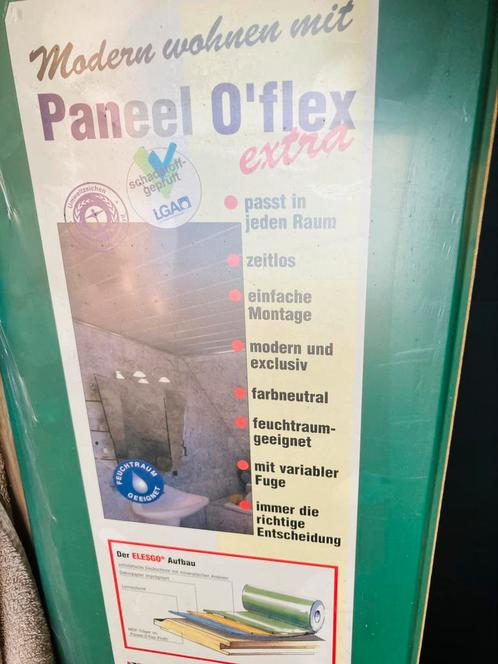 Modern wohnen mit
Paneel O'flex
extra
schadstoff-
geprüft
LGA
Umweltzeichen
passt in
jeden Raum
zeitlos
einfache
Montage
modern und
exclusiv
farbneutral
feuchtraum-
geeignet
mit variabler
Fuge
immer die
richtige
Entscheidung
FEUCHTRAUM
GEEIGNET
Der ELESGO® Aufbau